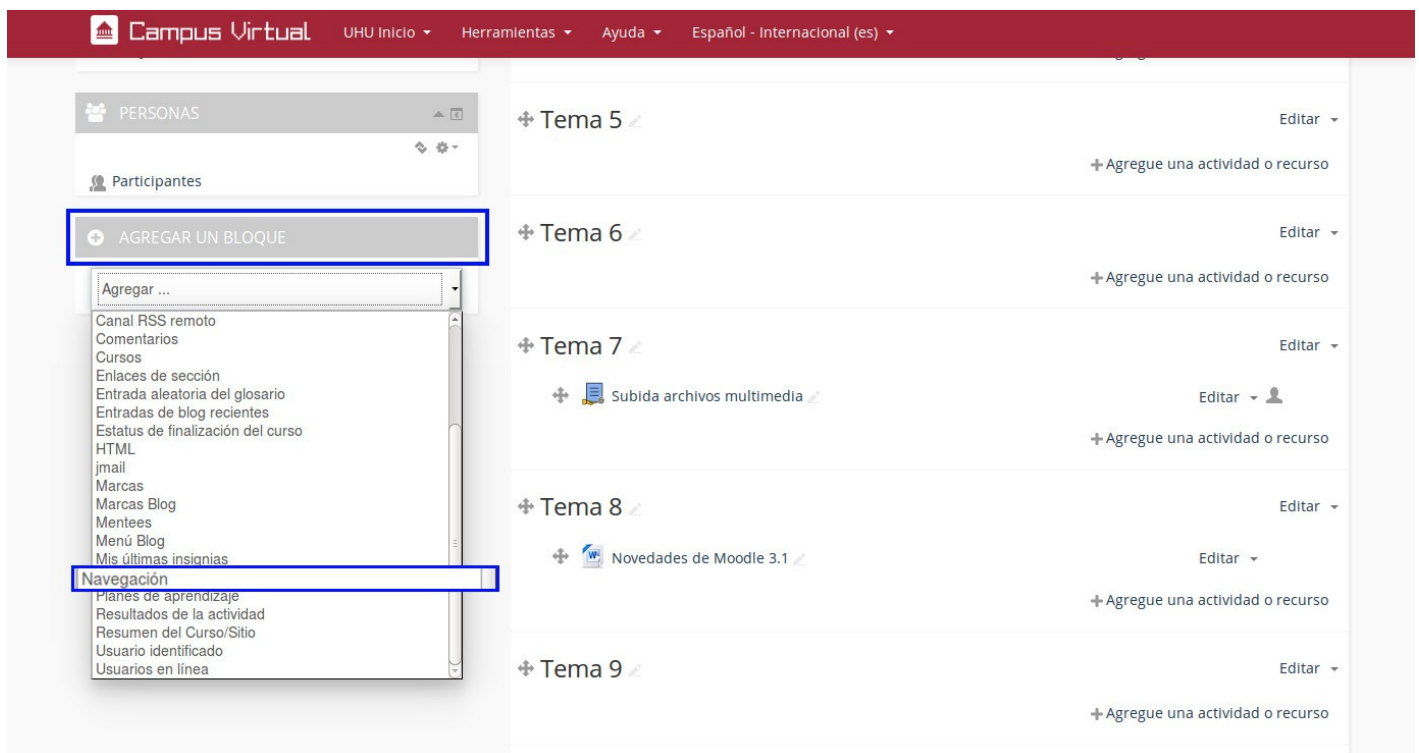 Campus Virtual UHU Inicio Herramientas Ayuda Español - Internacional (es)
PERSONAS
Participantes
AGREGAR UN BLOQUE
Agregar ...
Canal RSS remoto
Comentarios
Cursos
Enlaces de sección
Entrada aleatoria del glosario
Entradas de blog recientes
Estatus de finalización del curso
HTML
jmail
Marcas
Marcas Blog
Mentees
Menú Blog
Mis últimas insignias
Navegación
Planes de aprendizaje
Resultados de la actividad
Resumen del Curso/Sitio
Usuario identificado
Usuarios en línea
Tema 5 Editar
Agregue una actividad o recurso
Tema 6 Editar
Agregue una actividad o recurso
Tema 7 Editar
Subida archivos multimedia Editar
Agregue una actividad o recurso
Tema 8 Editar
Novedades de Moodle 3.1 Editar
Agregue una actividad o recurso
Tema 9 Editar
Agregue una actividad o recurso